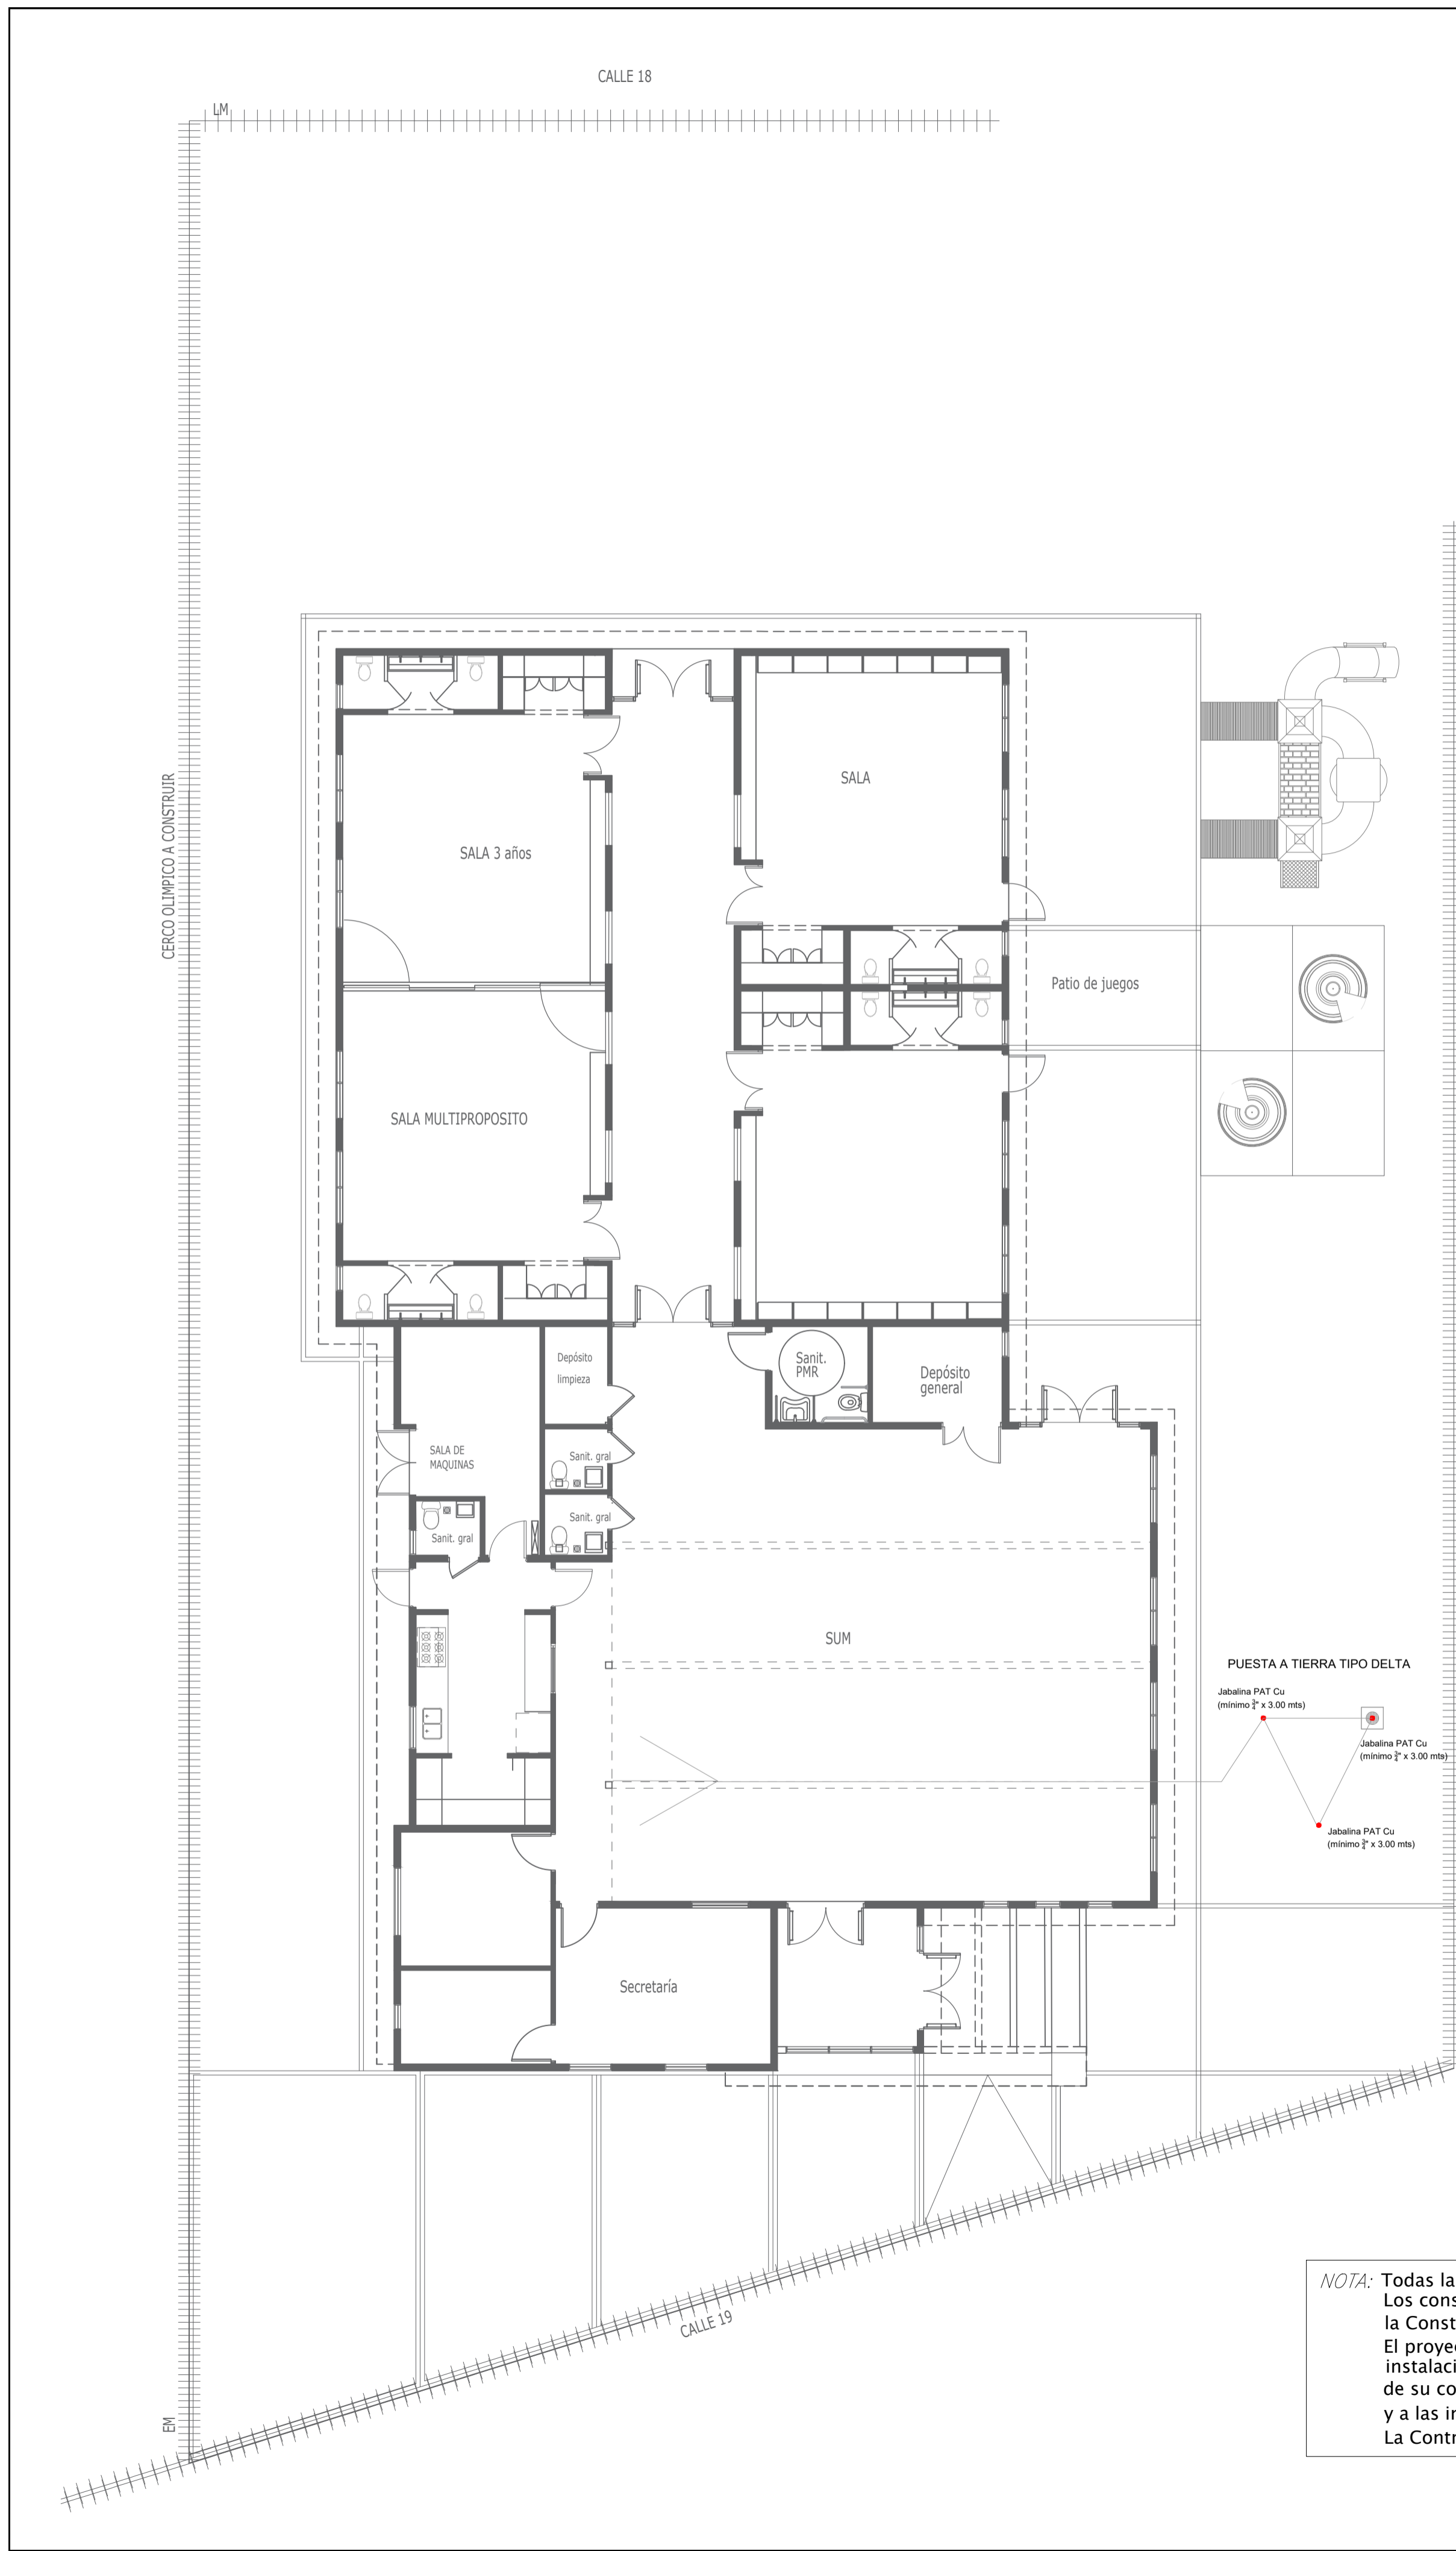 CALLE 18
LM
CERCO OLIMPICO A CONSTRUIR
SALA
SALA 3 años
Patio de juegos
SALA MULTIPROPOSITO
Depósito
limpieza
Sanit.
PMR
Depósito
general
SALA DE
MAQUINAS
Sanit. gral
Sanit. gral
Sanit. gral
SUM
PUESTA A TIERRA TIPO DELTA
Jabalina PAT Cu
(mínimo ¾" x 3.00 mts)
Jabalina PAT Cu
(mínimo ¾" x 3.00 mts)
Jabalina PAT Cu
(mínimo ¾" x 3.00 mts)
Secretaría
CALLE 19
EM
NOTA: Todas la
Los cons
la Const
El proye
instalaci
de su co
y a las i
La Contr